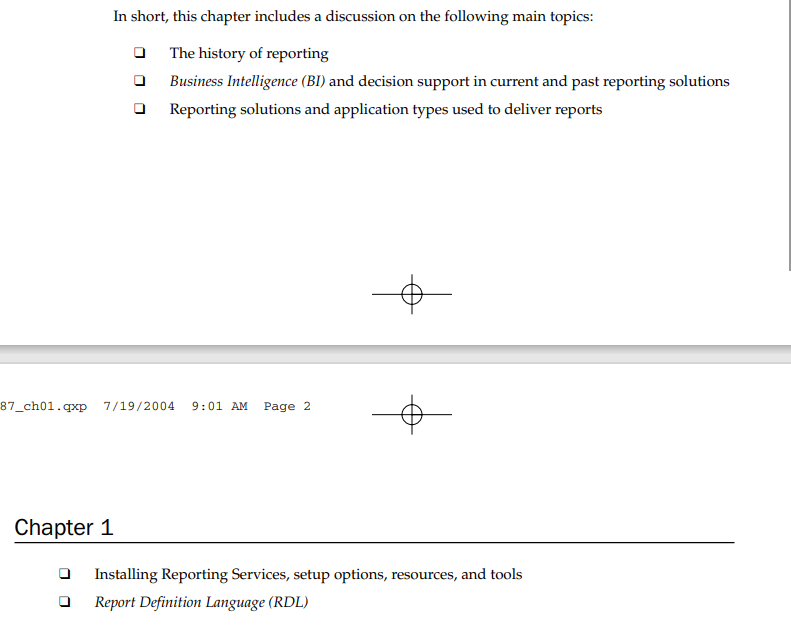 In short, this chapter includes a discussion on the following main topics:
❑ The history of reporting
❑ Business Intelligence (BI) and decision support in current and past reporting solutions
❑ Reporting solutions and application types used to deliver reports
87_ch01.qxp 7/19/2004 9:01 AM Page 2
Chapter 1
❑ Installing Reporting Services, setup options, resources, and tools
❑ Report Definition Language (RDL)